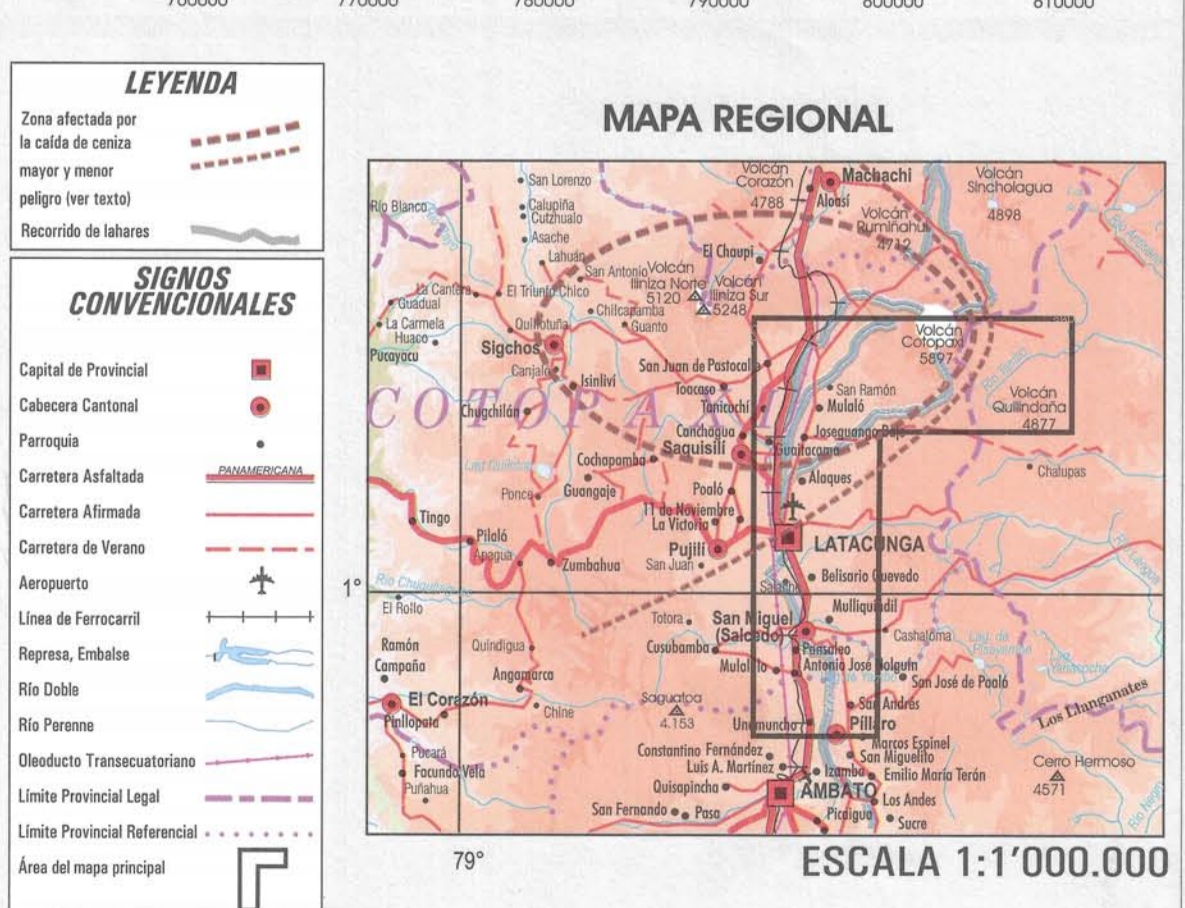 760000 770000 780000 790000 800000 810000
LEYENDA
Zona afectada por
la caída de ceniza
mayor y menor
peligro (ver texto)
Recorrido de lahares
SIGNOS
CONVENCIONALES
Capital de Provincial
Cabecera Cantonal
Parroquia
Carretera Asfaltada
PANAMERICANA
Carretera Afirmada
Carretera de Verano
Aeropuerto
Línea de Ferrocarril
Represa, Embalse
Río Doble
Río Perenne
Oleoducto Transecuatoriano
Límite Provincial Legal
Límite Provincial Referencial
Área del mapa principal
MAPA REGIONAL
San Lorenzo
Volcán
Corazón
4788
Machachi
Aloasí
Volcán
Sincholagua
4898
Río Blanco
Calupiña
Cutzhualo
Asache
Volcán
Rumiñahui
4712
El Chaupi
Lahuán
San Antonio
Volcán
Iliniza Norte
5120
Volcán
Iliniza Sur
5248
La Cantera
El Triunfo Chico
Guadual
Chilcapamba
La Carmela
Quillotuña
Guanto
Huaco
Pucayacu
Sigchos
Volcán
Cotopaxi
5897
Canjalo
San Juan de Pastocalle
Isinliví
Toacaso
San Ramón
Volcán
Quilindaña
4877
COTOPAXI
Chugchilán
Tanicuchí
Mulaló
Canchagua
Joseguango Bajo
Saquisilí
Guaitacama
Cochapamba
Alaques
Chalupas
Ponce
Guangaje
Poaló
11 de Noviembre
La Victoria
Tingo
Pilaló
Pujilí
LATACUNGA
Apagua
Zumbahua
San Juan
Belisario Quevedo
1°
El Rollo
Mulliquindil
Totora
San Miguel
(Salcedo)
Cashaloma
Ramón
Campaña
Quindigua
Cusubamba
Pansaleo
Mulalillo
Antonio José Holguín
Angamarca
San José de Poaló
El Corazón
Saguatoa
4.153
San Andrés
Los Llanganates
Pinllopata
Chine
Unamuncho
Píllaro
Marcos Espinel
Pucará
Constantino Fernández
San Miguelito
Cerro Hermoso
4571
Facundo Vela
Luis A. Martínez
Izamba
Emilio María Terán
Puñahua
Quisapincha
AMBATO
Los Andes
San Fernando
Pasa
Picaigua
Sucre
79°
ESCALA 1:1'000.000